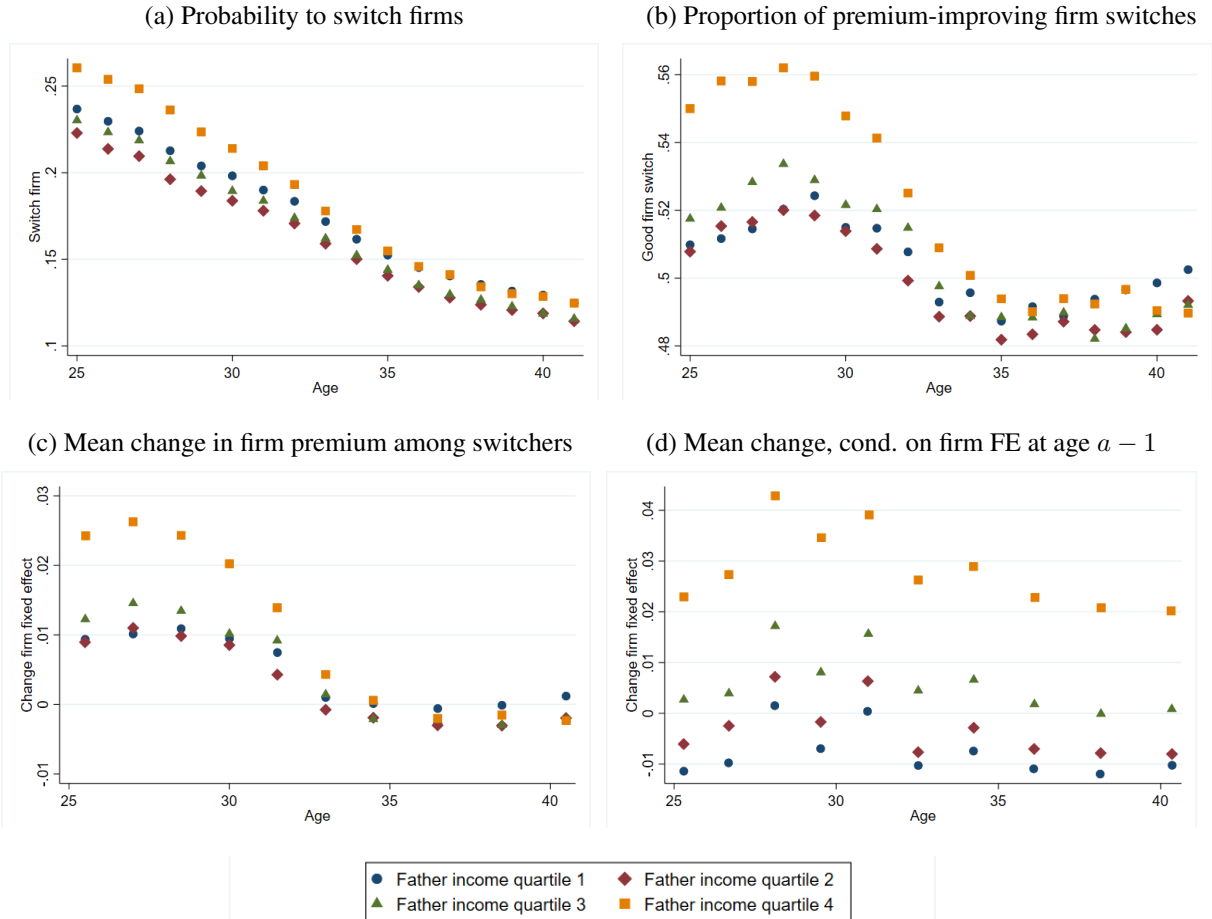 (a) Probability to switch firms
(b) Proportion of premium-improving firm switches
Switch firm
.25
.2
.15
.1
25
30
35
40
Age
Good firm switch
.56
.54
.52
.5
.48
25
30
35
40
Age
(c) Mean change in firm premium among switchers
(d) Mean change, cond. on firm FE at age a − 1
Change firm fixed effect
.03
.02
.01
0
-.01
25
30
35
40
Age
Change firm fixed effect
.04
.03
.02
.01
0
-.01
25
30
35
40
Age
Father income quartile 1
Father income quartile 2
Father income quartile 3
Father income quartile 4